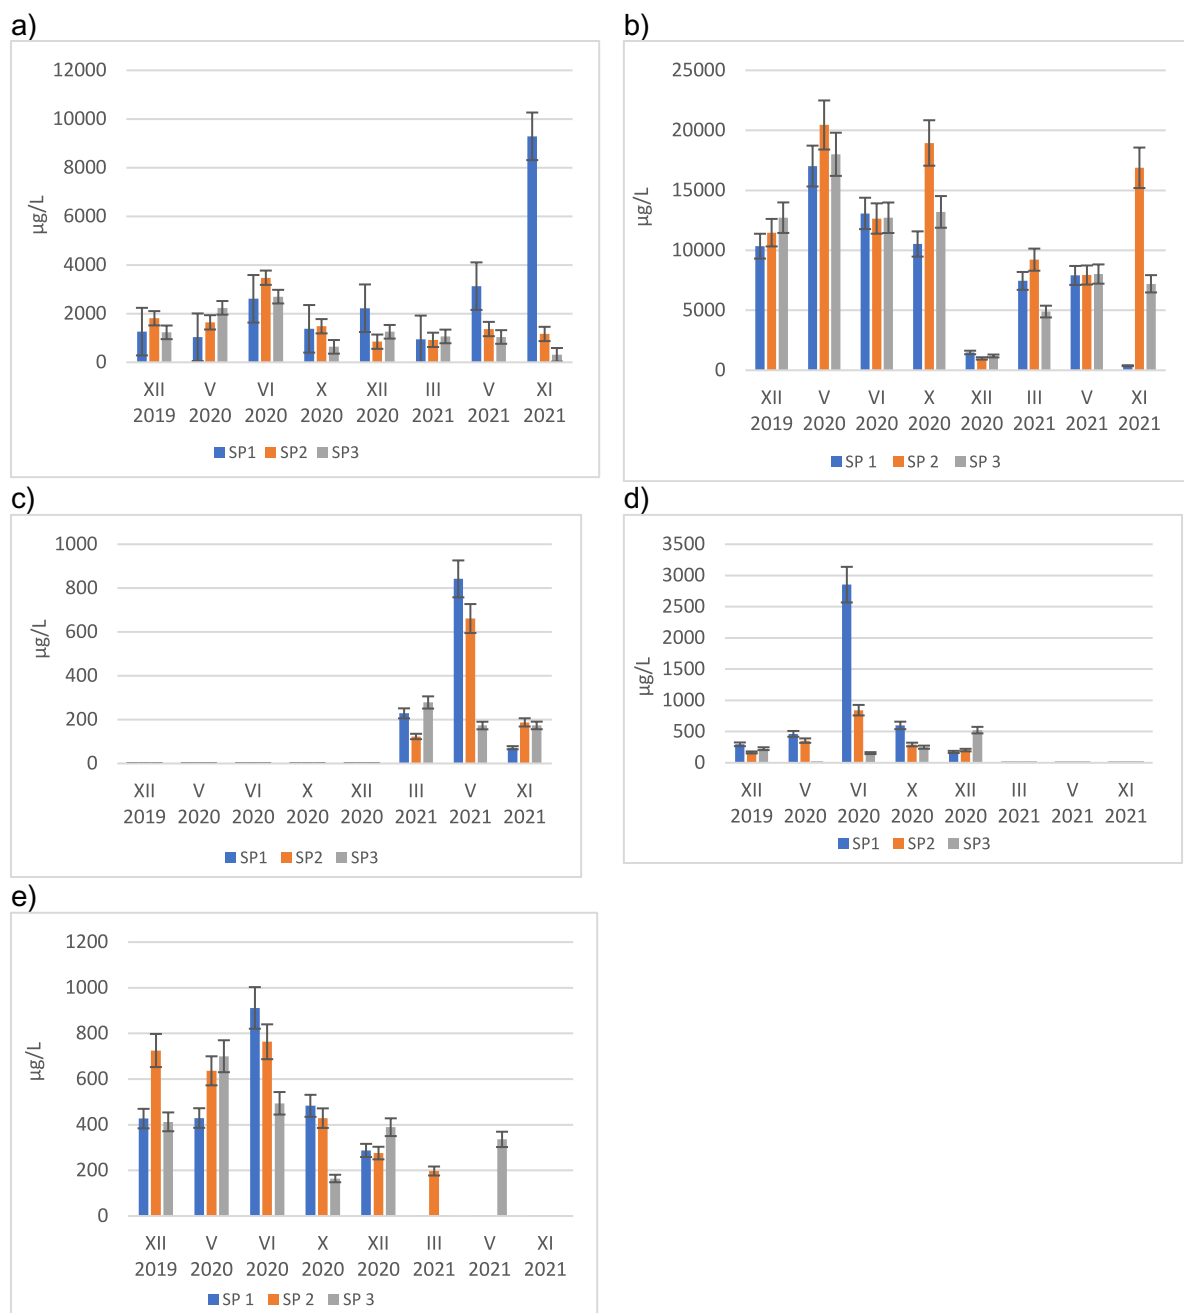 a)
12000
10000
8000
6000
4000
2000
0
µg/L
XII V VI X XII III V XI
2019 2020 2020 2020 2020 2021 2021 2021
SP1 SP2 SP3
b)
25000
20000
15000
10000
5000
0
µg/L
XII V VI X XII III V XI
2019 2020 2020 2020 2020 2021 2021 2021
SP 1 SP 2 SP 3
c)
1000
800
600
400
200
0
µg/L
XII V VI X XII III V XI
2019 2020 2020 2020 2020 2021 2021 2021
SP1 SP2 SP3
d)
3500
3000
2500
2000
1500
1000
500
0
µg/L
XII V VI X XII III V XI
2019 2020 2020 2020 2020 2021 2021 2021
SP1 SP2 SP3
e)
1200
1000
800
600
400
200
0
µg/L
XII V VI X XII III V XI
2019 2020 2020 2020 2020 2021 2021 2021
SP 1 SP 2 SP 3